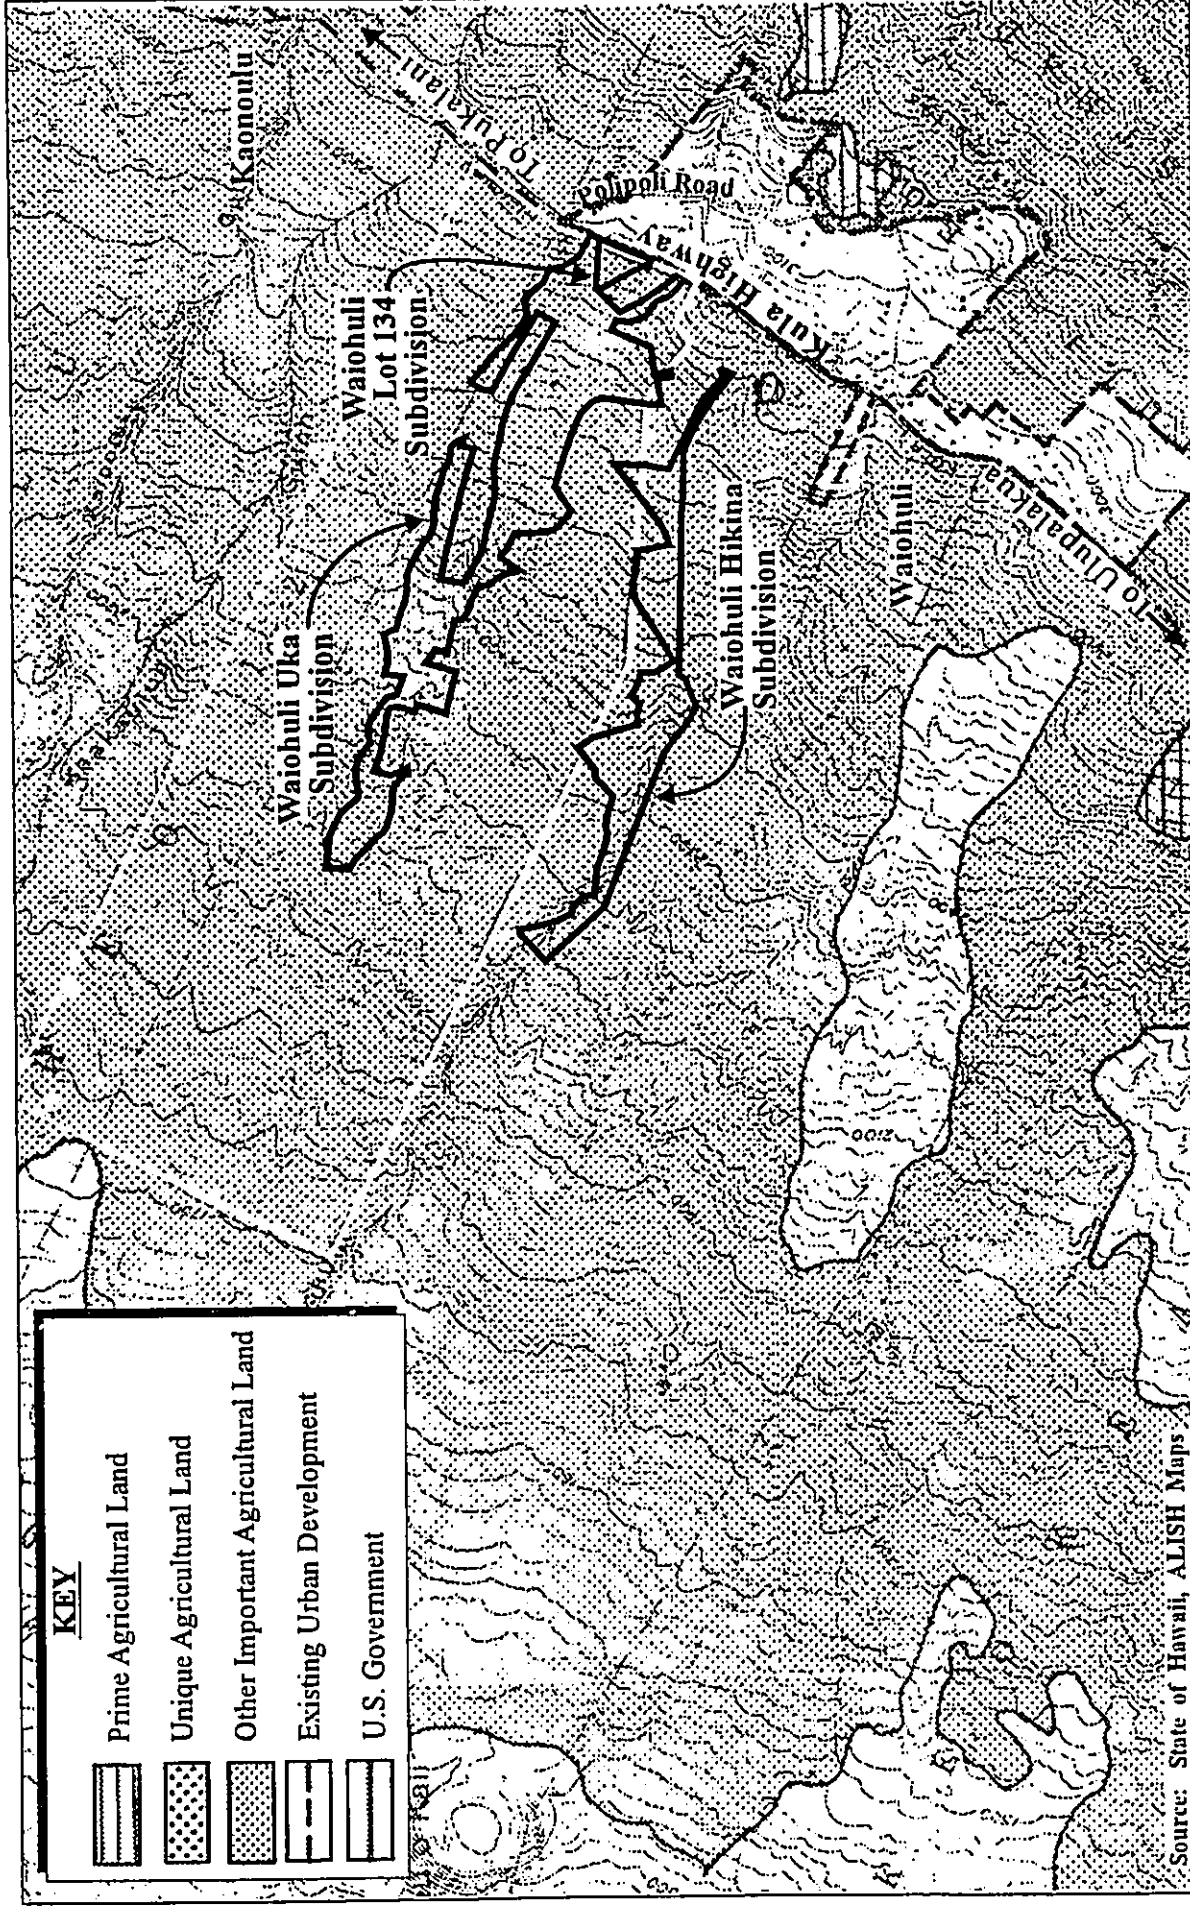 KEY
Prime Agricultural Land
Unique Agricultural Land
Other Important Agricultural Land
Existing Urban Development
U.S. Government
Kaonoulu
To Pukalani
Waiohuli
Lot 134
Subdivision
Polipoli Road
Kula Highway
Waiohuli Uka
Subdivision
Waiohuli Hikina
Subdivision
Waiohuli
To Ulupalakua
3000
2100
Source: State of Hawaii, ALISH Maps